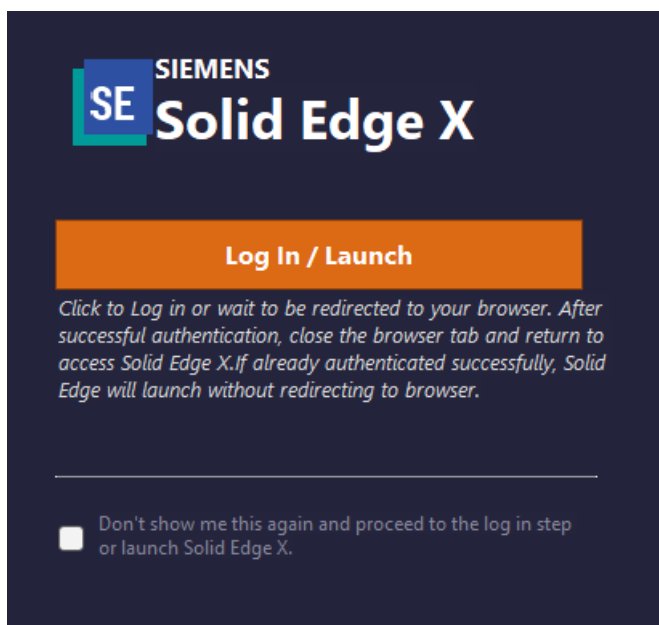 SE
SIEMENS
Solid Edge X
Log In / Launch
Click to Log in or wait to be redirected to your browser. After
successful authentication, close the browser tab and return to
access Solid Edge X.If already authenticated successfully, Solid
Edge will launch without redirecting to browser.
Don't show me this again and proceed to the log in step
or launch Solid Edge X.